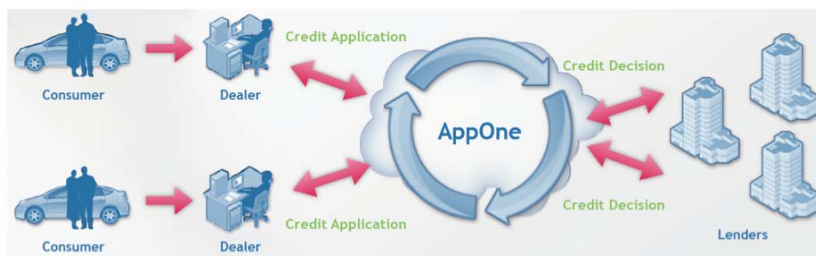 Credit Application
Credit Decision
Consumer
Dealer
AppOne
Credit Application
Credit Decision
Consumer
Dealer
Lenders